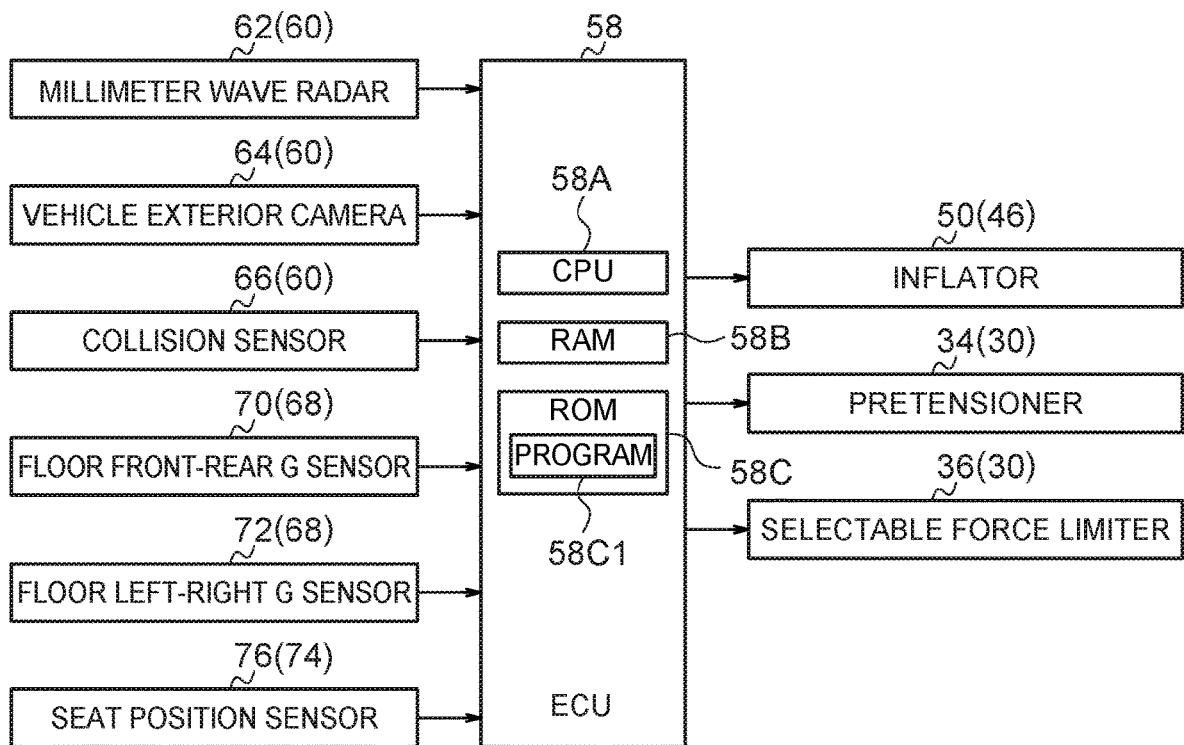 62(60)
MILLIMETER WAVE RADAR
64(60)
VEHICLE EXTERIOR CAMERA
66(60)
COLLISION SENSOR
70(68)
FLOOR FRONT-REAR G SENSOR
72(68)
FLOOR LEFT-RIGHT G SENSOR
76(74)
SEAT POSITION SENSOR
58
58A
CPU
RAM
58B
ROM
PROGRAM
58C
58C1
ECU
50(46)
INFLATOR
34(30)
PRETENSIONER
36(30)
SELECTABLE FORCE LIMITER